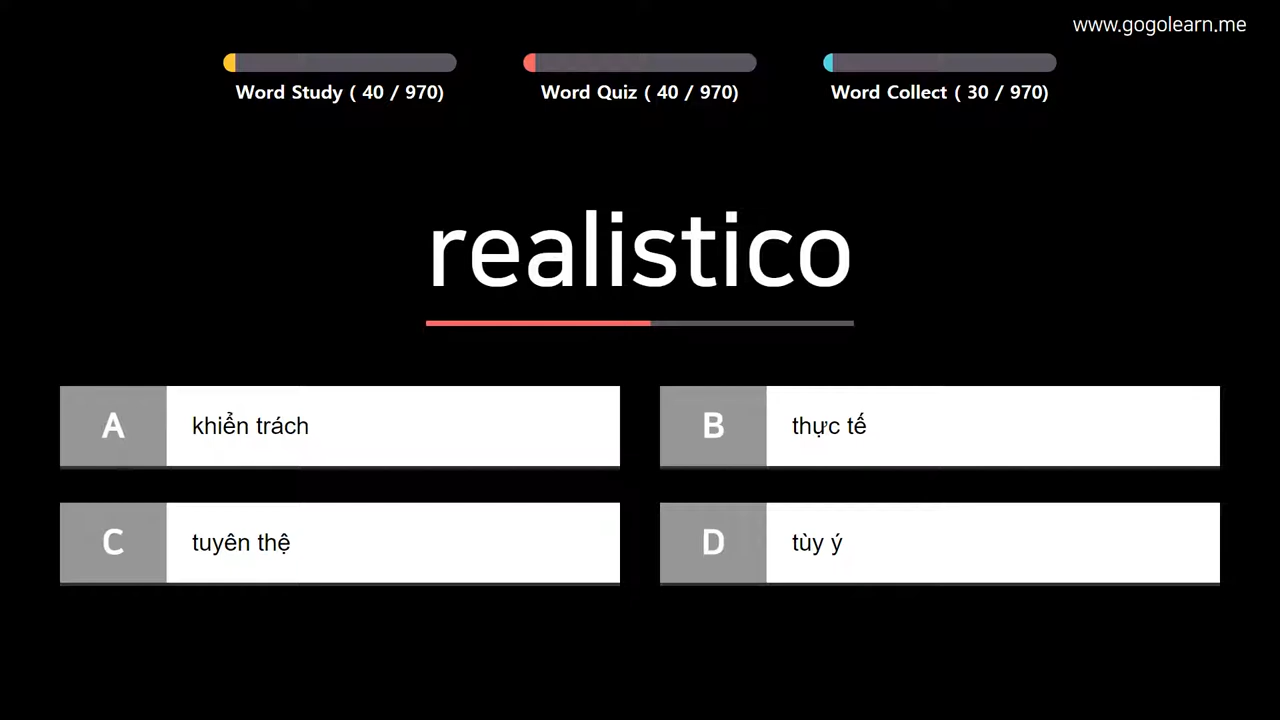 www.gogolearn.me
Word Study ( 40 / 970)
Word Quiz ( 40 / 970)
Word Collect ( 30 / 970)
realistico
A khiển trách
B thực tế
C tuyên thệ
D tùy ý